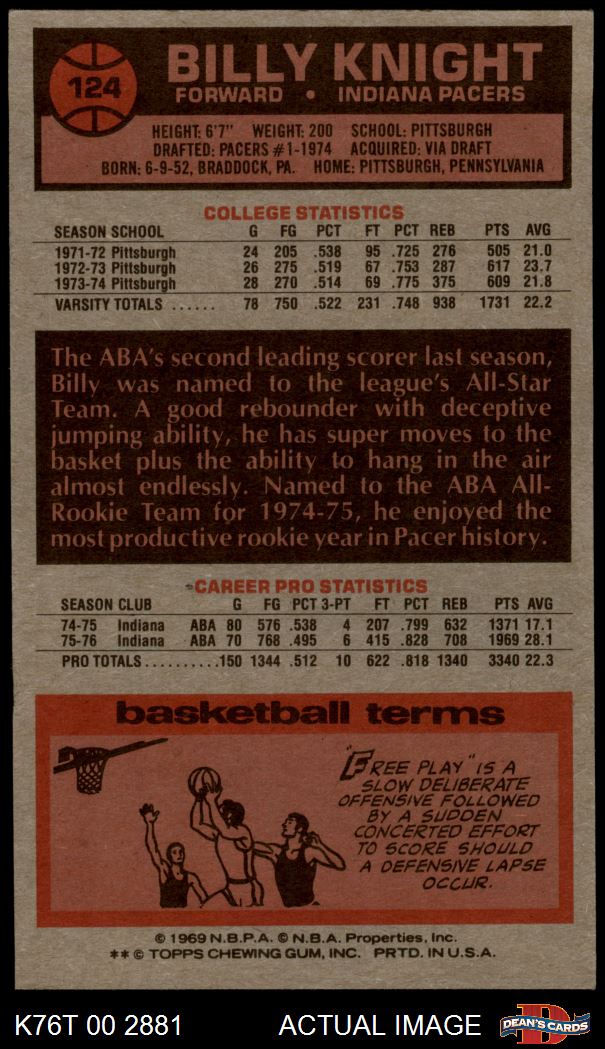 124
BILLY KNIGHT
FORWARD • INDIANA PACERS
HEIGHT: 6'7" WEIGHT: 200 SCHOOL: PITTSBURGH
DRAFTED: PACERS #1-1974 ACQUIRED: VIA DRAFT
BORN: 6-9-52, BRADDOCK, PA. HOME: PITTSBURGH, PENNSYLVANIA
COLLEGE STATISTICS
SEASON SCHOOL G FG PCT FT PCT REB PTS AVG
1971-72 Pittsburgh 24 205 .538 95 .725 276 505 21.0
1972-73 Pittsburgh 26 275 .519 67 .753 287 617 23.7
1973-74 Pittsburgh 28 270 .514 69 .775 375 609 21.8
VARSITY TOTALS ...... 78 750 .522 231 .748 938 1731 22.2
The ABA's second leading scorer last season,
Billy was named to the league's All-Star
Team. A good rebounder with deceptive
jumping ability, he has super moves to the
basket plus the ability to hang in the air
almost endlessly. Named to the ABA All-
Rookie Team for 1974-75, he enjoyed the
most productive rookie year in Pacer history.
CAREER PRO STATISTICS
SEASON CLUB G FG PCT 3-PT FT PCT REB PTS AVG
74-75 Indiana ABA 80 576 .538 4 207 .799 632 1371 17.1
75-76 Indiana ABA 70 768 .495 6 415 .828 708 1969 28.1
PRO TOTALS.......... 150 1344 .512 10 622 .818 1340 3340 22.3
basketball terms
"FREE PLAY" IS A
SLOW DELIBERATE
OFFENSIVE FOLLOWED
BY A SUDDEN
CONCERTED EFFORT
TO SCORE SHOULD
A DEFENSIVE LAPSE
OCCUR.
© 1969 N.B.P.A. © N.B.A. Properties, Inc.
** © TOPPS CHEWING GUM, INC. PRTD. IN U.S.A.
K76T 00 2881 ACTUAL IMAGE D DEAN'S CARDS